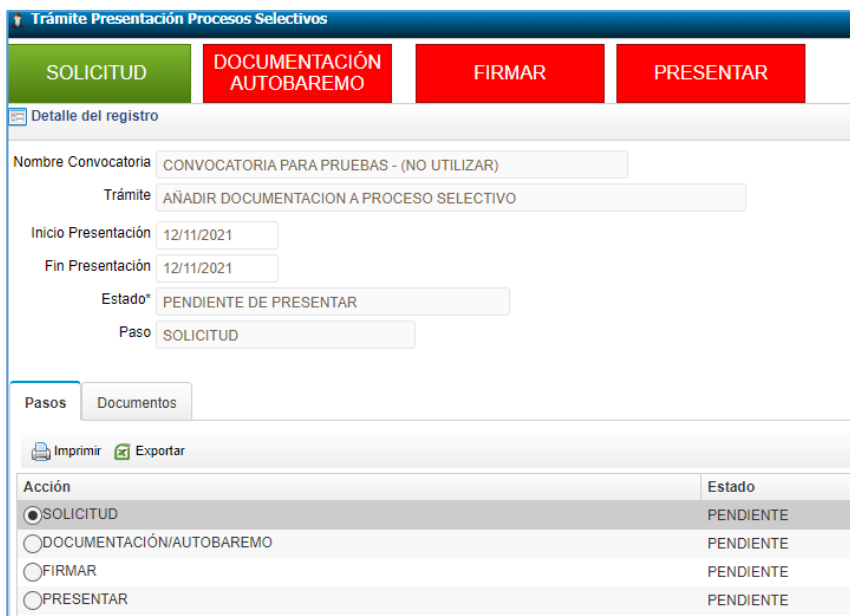 Trámite Presentación Procesos Selectivos
SOLICITUD
DOCUMENTACIÓN
AUTOBAREMO
FIRMAR
PRESENTAR
Detalle del registro
Nombre Convocatoria CONVOCATORIA PARA PRUEBAS - (NO UTILIZAR)
Trámite AÑADIR DOCUMENTACION A PROCESO SELECTIVO
Inicio Presentación 12/11/2021
Fin Presentación 12/11/2021
Estado* PENDIENTE DE PRESENTAR
Paso SOLICITUD
Pasos Documentos
Imprimir Exportar
Acción Estado
SOLICITUD PENDIENTE
DOCUMENTACIÓN/AUTOBAREMO PENDIENTE
FIRMAR PENDIENTE
PRESENTAR PENDIENTE